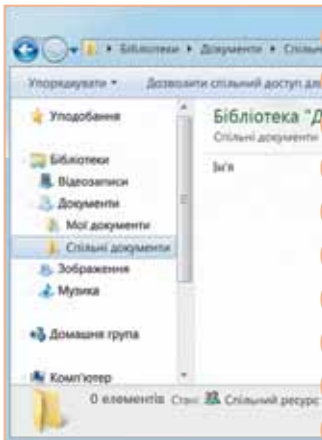 Бібліотеки ▸ Документи ▸ Спільн
Упорядкувати ▾ Дозволити спільний доступ для
Уподобання
Бібліотеки
Відеозаписи
Документи
Мої документи
Спільні документи
Зображення
Музика
Домашня група
Комп'ютер
Бібліотека "Д
Спільні документи
Ім'я
0 елементів Стан: Спільний ресурс